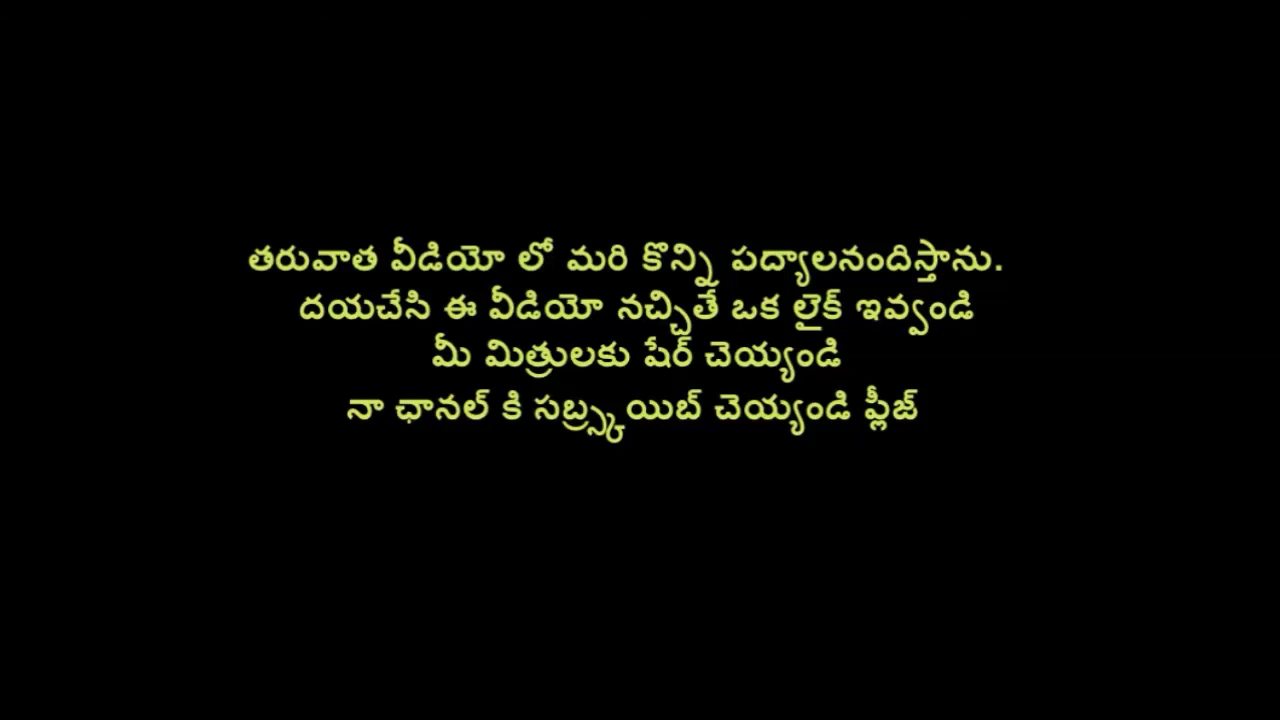 తరువాత వీడియో లో మరి కొన్ని పద్యాలనందిస్తాను.
దయచేసి ఈ వీడియో నచ్చితే ఒక లైక్ ఇవ్వండి
మీ మిత్రులకు షేర్ చెయ్యండి
నా ఛానల్ కి సబ్స్క్రయిబ్ చెయ్యండి ప్లీజ్